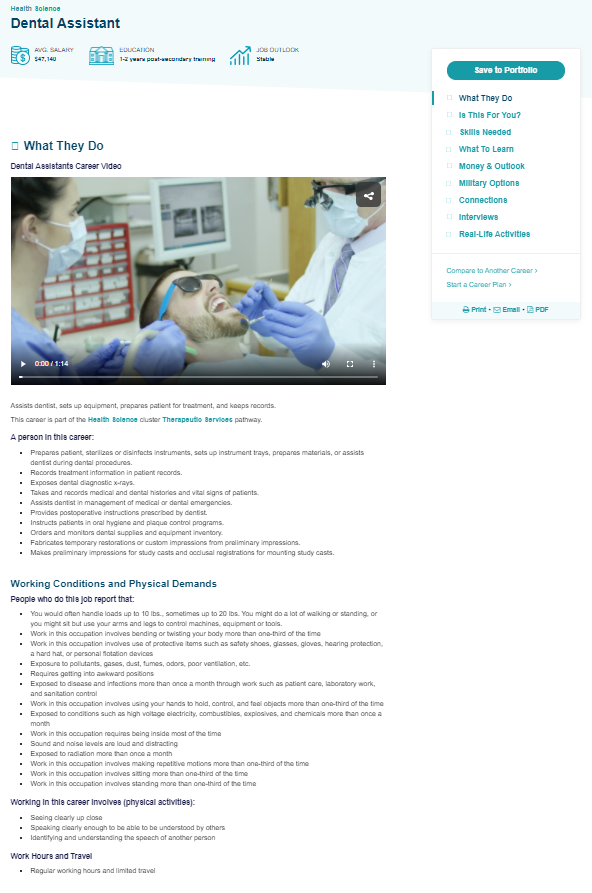 Health Science
Dental Assistant
AVG. SALARY
$47,140
EDUCATION
1-2 years post-secondary training
JOB OUTLOOK
Stable
Save to Portfolio
What They Do
Is This For You?
Skills Needed
What To Learn
Money & Outlook
Military Options
Connections
Interviews
Real-Life Activities
Compare to Another Career ›
Start a Career Plan ›
Print • Email • PDF
What They Do
Dental Assistants Career Video
0:00 / 1:14
Assists dentist, sets up equipment, prepares patient for treatment, and keeps records.
This career is part of the Health Science cluster Therapeutic Services pathway.
A person in this career:
• Prepares patient, sterilizes or disinfects instruments, sets up instrument trays, prepares materials, or assists
dentist during dental procedures.
• Records treatment information in patient records.
• Exposes dental diagnostic x-rays.
• Takes and records medical and dental histories and vital signs of patients.
• Assists dentist in management of medical or dental emergencies.
• Provides postoperative instructions prescribed by dentist.
• Instructs patients in oral hygiene and plaque control programs.
• Orders and monitors dental supplies and equipment inventory.
• Fabricates temporary restorations or custom impressions from preliminary impressions.
• Makes preliminary impressions for study casts and occlusal registrations for mounting study casts.
Working Conditions and Physical Demands
People who do this job report that:
• You would often handle loads up to 10 lbs., sometimes up to 20 lbs. You might do a lot of walking or standing, or
you might sit but use your arms and legs to control machines, equipment or tools.
• Work in this occupation involves bending or twisting your body more than one-third of the time
• Work in this occupation involves use of protective items such as safety shoes, glasses, gloves, hearing protection,
a hard hat, or personal flotation devices
• Exposure to pollutants, gases, dust, fumes, odors, poor ventilation, etc.
• Requires getting into awkward positions
• Exposed to disease and infections more than once a month through work such as patient care, laboratory work,
and sanitation control
• Work in this occupation involves using your hands to hold, control, and feel objects more than one-third of the time
• Exposed to conditions such as high voltage electricity, combustibles, explosives, and chemicals more than once a
month
• Work in this occupation requires being inside most of the time
• Sound and noise levels are loud and distracting
• Exposed to radiation more than once a month
• Work in this occupation involves making repetitive motions more than one-third of the time
• Work in this occupation involves sitting more than one-third of the time
• Work in this occupation involves standing more than one-third of the time
Working in this career involves (physical activities):
• Seeing clearly up close
• Speaking clearly enough to be able to be understood by others
• Identifying and understanding the speech of another person
Work Hours and Travel
• Regular working hours and limited travel